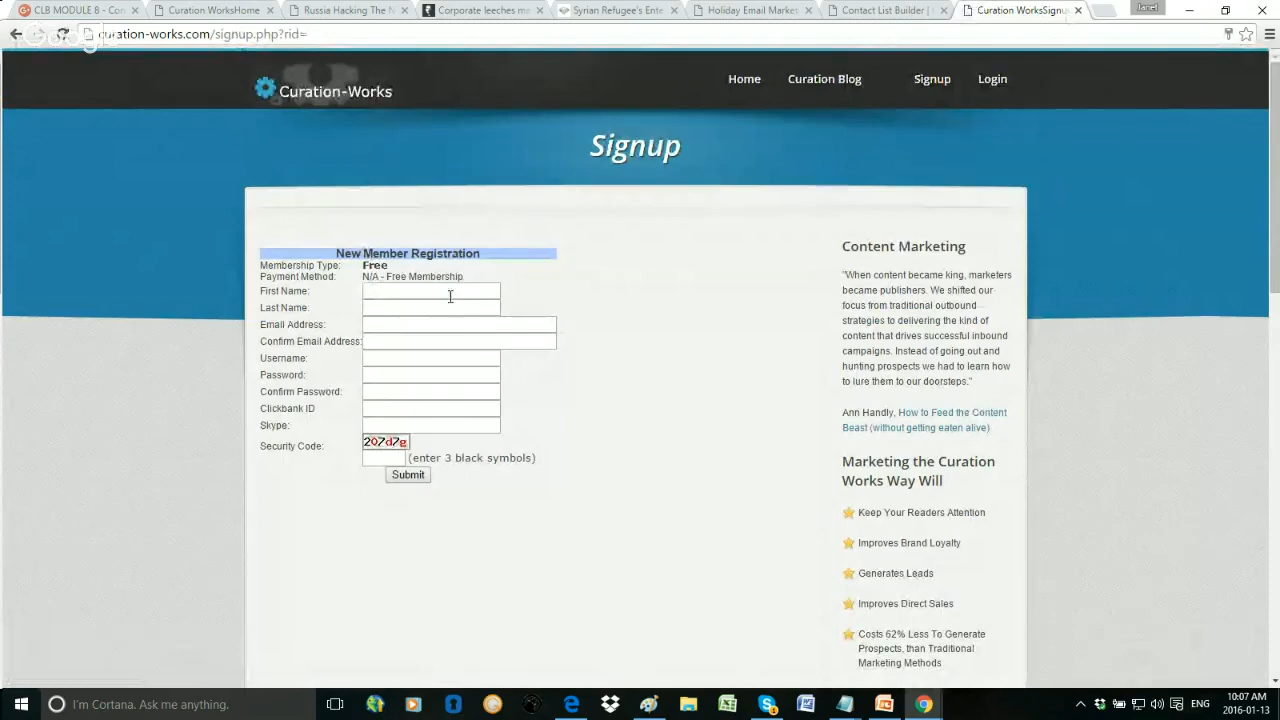 CLB MODULE 8 - Con
Curation WorksHome
Russia Hacking The N
Corporate leeches ma
Syrian Refugee's Ente
Holiday Email Market
Contact List Builder |
Curation WorksSignu
Janet
curation-works.com/signup.php?rid=
Curation-Works
Home
Curation Blog
Signup
Login
Signup
New Member Registration
Membership Type: Free
Payment Method: N/A - Free Membership
First Name:
Last Name:
Email Address:
Confirm Email Address:
Username:
Password:
Confirm Password:
Clickbank ID
Skype:
Security Code: 207d7g
(enter 3 black symbols)
Submit
Content Marketing
"When content became king, marketers
became publishers. We shifted our
focus from traditional outbound
strategies to delivering the kind of
content that drives successful inbound
campaigns. Instead of going out and
hunting prospects we had to learn how
to lure them to our doorsteps."
Ann Handly, How to Feed the Content
Beast (without getting eaten alive)
Marketing the Curation
Works Way Will
Keep Your Readers Attention
Improves Brand Loyalty
Generates Leads
Improves Direct Sales
Costs 62% Less To Generate
Prospects, than Traditional
Marketing Methods
I'm Cortana. Ask me anything.
ENG
10:07 AM
2016-01-13